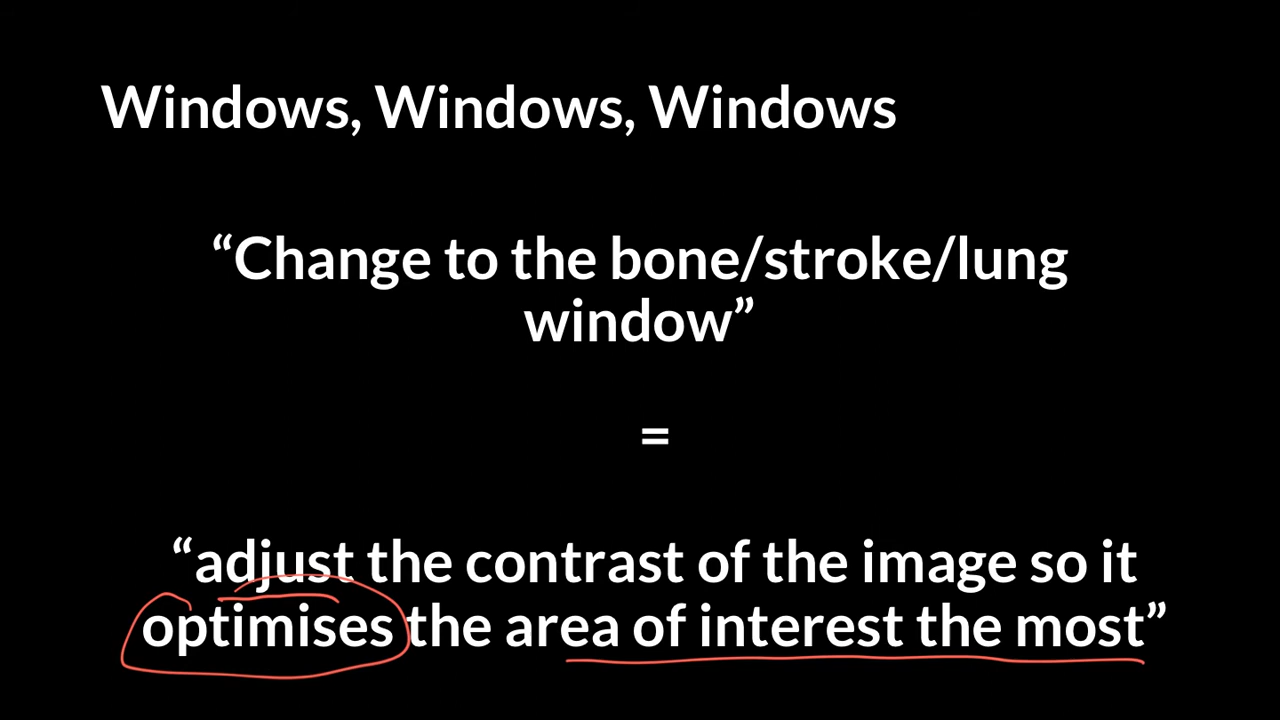 Windows, Windows, Windows
“Change to the bone/stroke/lung
window”
=
“adjust the contrast of the image so it
optimises the area of interest the most”